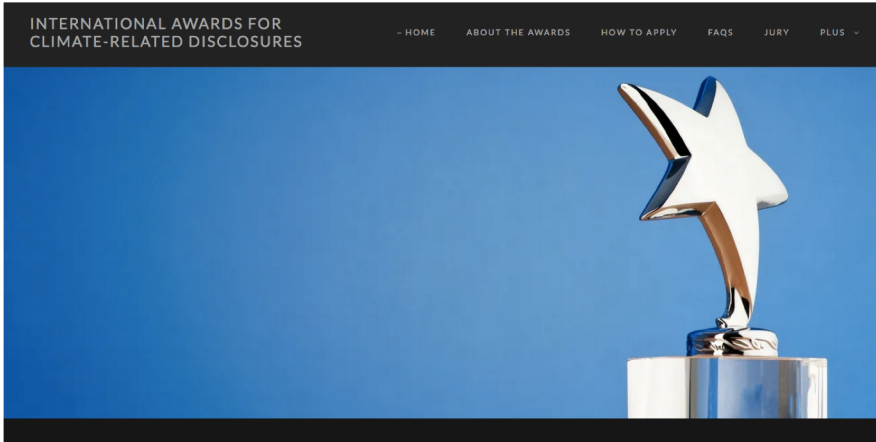 INTERNATIONAL AWARDS FOR
CLIMATE-RELATED DISCLOSURES
– HOME ABOUT THE AWARDS HOW TO APPLY FAQS JURY PLUS